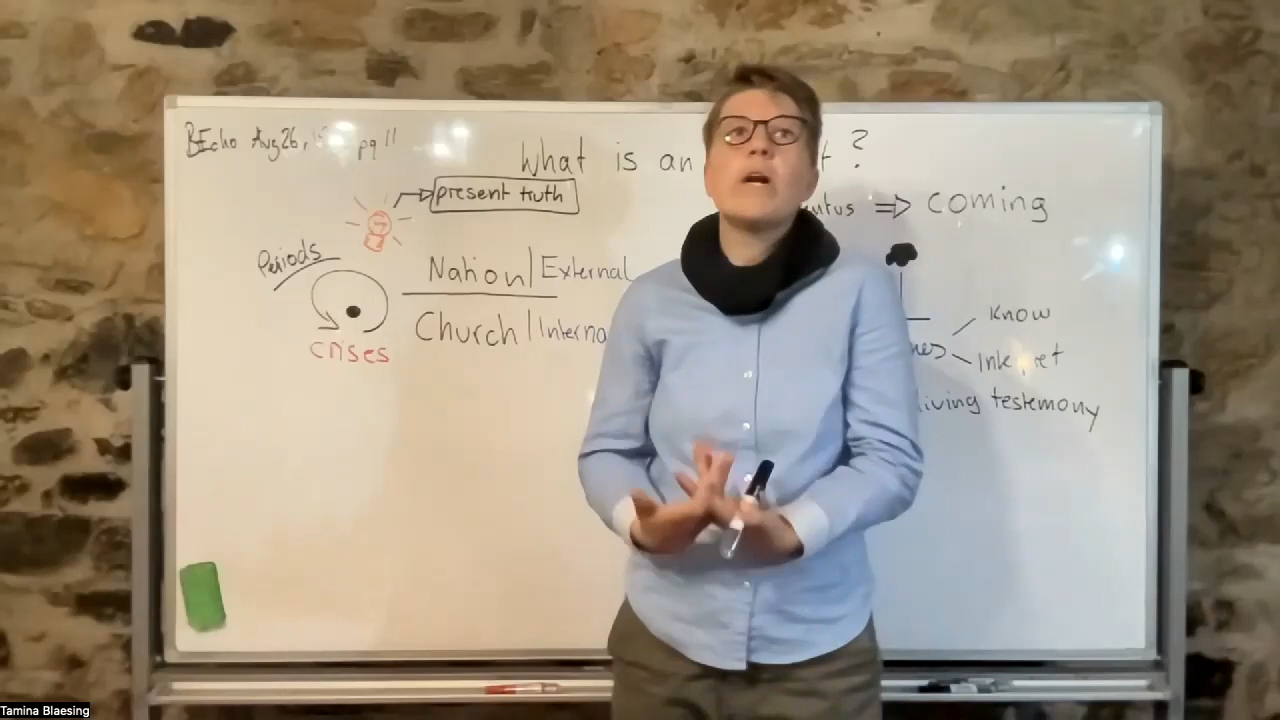 BEcho Aug 26, pg 11
What is an ?
present truth
=> coming
Periods
Nation/External
Church/Interna
crises
Know
Interpret
living testemony
Tamina Blaesing